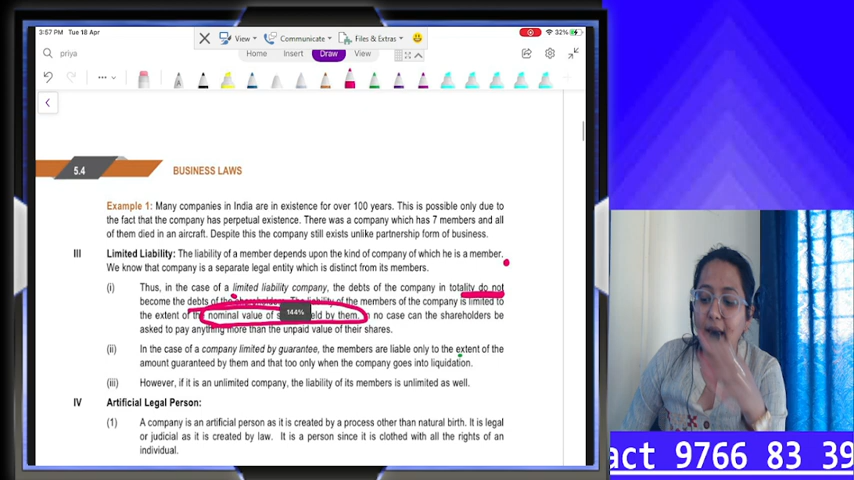 3:57 PM Tue 18 Apr
32%
View
Communicate
Files & Extras
priya
Home Insert Draw View
144%
5.4 BUSINESS LAWS
Example 1: Many companies in India are in existence for over 100 years. This is possible only due to
the fact that the company has perpetual existence. There was a company which has 7 members and all
of them died in an aircraft. Despite this the company still exists unlike partnership form of business.
III Limited Liability: The liability of a member depends upon the kind of company of which he is a member.
We know that company is a separate legal entity which is distinct from its members.
(i) Thus, in the case of a limited liability company, the debts of the company in totality do not
become the debts of the shareholders. The liability of the members of the company is limited to
the extent of the nominal value of held by them. In no case can the shareholders be
asked to pay anything more than the unpaid value of their shares.
(ii) In the case of a company limited by guarantee, the members are liable only to the extent of the
amount guaranteed by them and that too only when the company goes into liquidation.
(iii) However, if it is an unlimited company, the liability of its members is unlimited as well.
IV Artificial Legal Person:
(1) A company is an artificial person as it is created by a process other than natural birth. It is legal
or judicial as it is created by law. It is a person since it is clothed with all the rights of an
individual.
act 9766 83 39